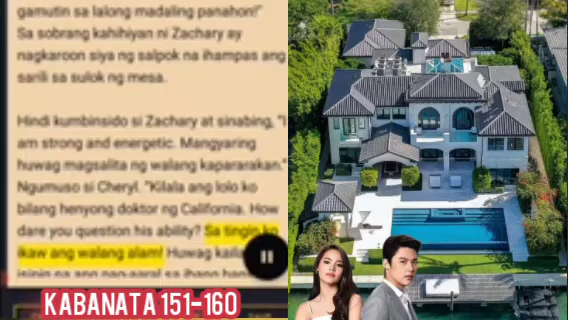 gamutin sa lalong madaling panahon!"
Sa sobrang kahihiyan ni Zachary ay
nagkaroon siya ng salpok na ihampas ang
sarili sa sulok ng mesa.
Hindi kumbinsido si Zachary at sinabing, "I
am strong and energetic. Mangyaring
huwag magsalita ng walang kapararakan."
Ngumuso si Cheryl. "Kilala ang lolo ko
bilang henyong doktor ng California. How
dare you question his ability? Sa tingin ko
ikaw ang walang alam! Huwag
KABANATA 151-160